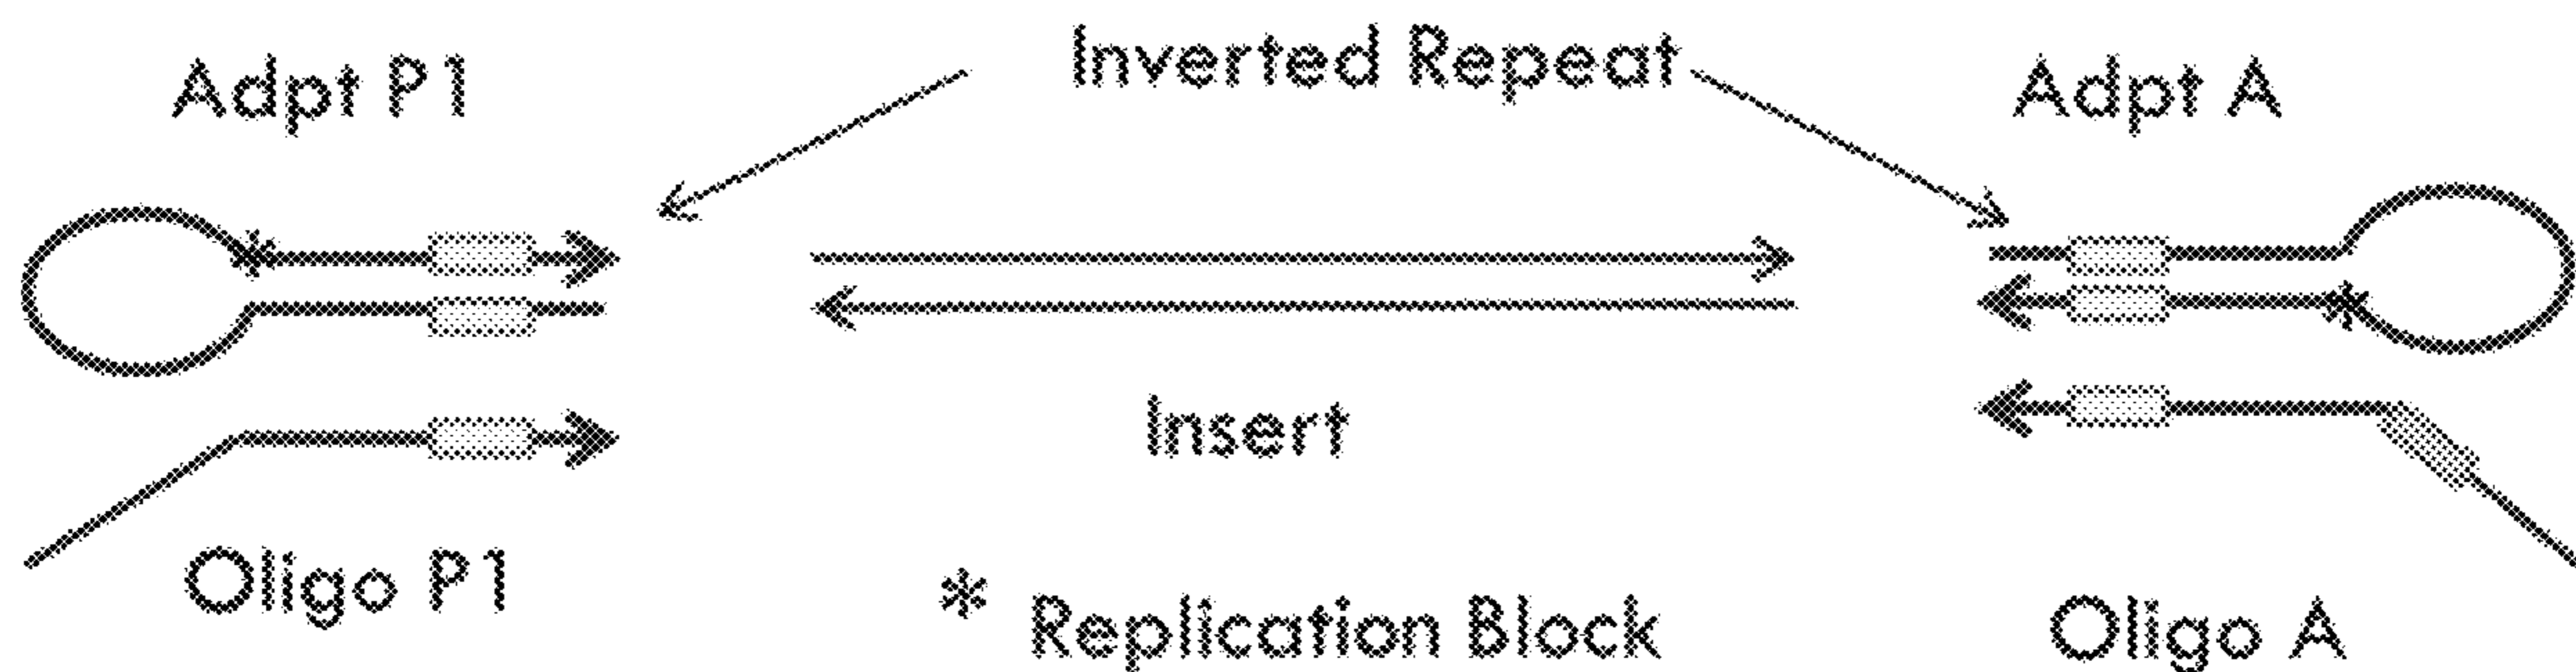 Adpt P1
Inverted Repeat
Adpt A
Insert
Oligo P1
* Replication Block
Oligo A